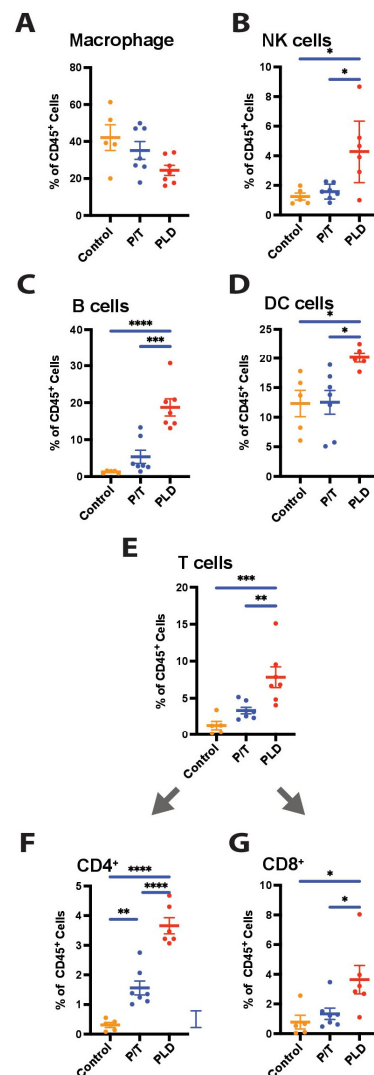 A
Macrophage
% of CD45+ Cells
80
60
40
20
0
Control
P/T
PLD
B
NK cells
*
*
% of CD45+ Cells
10
8
6
4
2
0
Control
P/T
PLD
C
B cells
****
***
% of CD45+ Cells
40
30
20
10
0
Control
P/T
PLD
D
DC cells
*
*
% of CD45+ Cells
25
20
15
10
5
0
Control
P/T
PLD
E
T cells
***
**
% of CD45+ Cells
20
15
10
5
0
Control
P/T
PLD
F
CD4+
****
****
**
% of CD45+ Cells
5
4
3
2
1
0
Control
P/T
PLD
G
CD8+
*
*
% of CD45+ Cells
10
8
6
4
2
0
Control
P/T
PLD